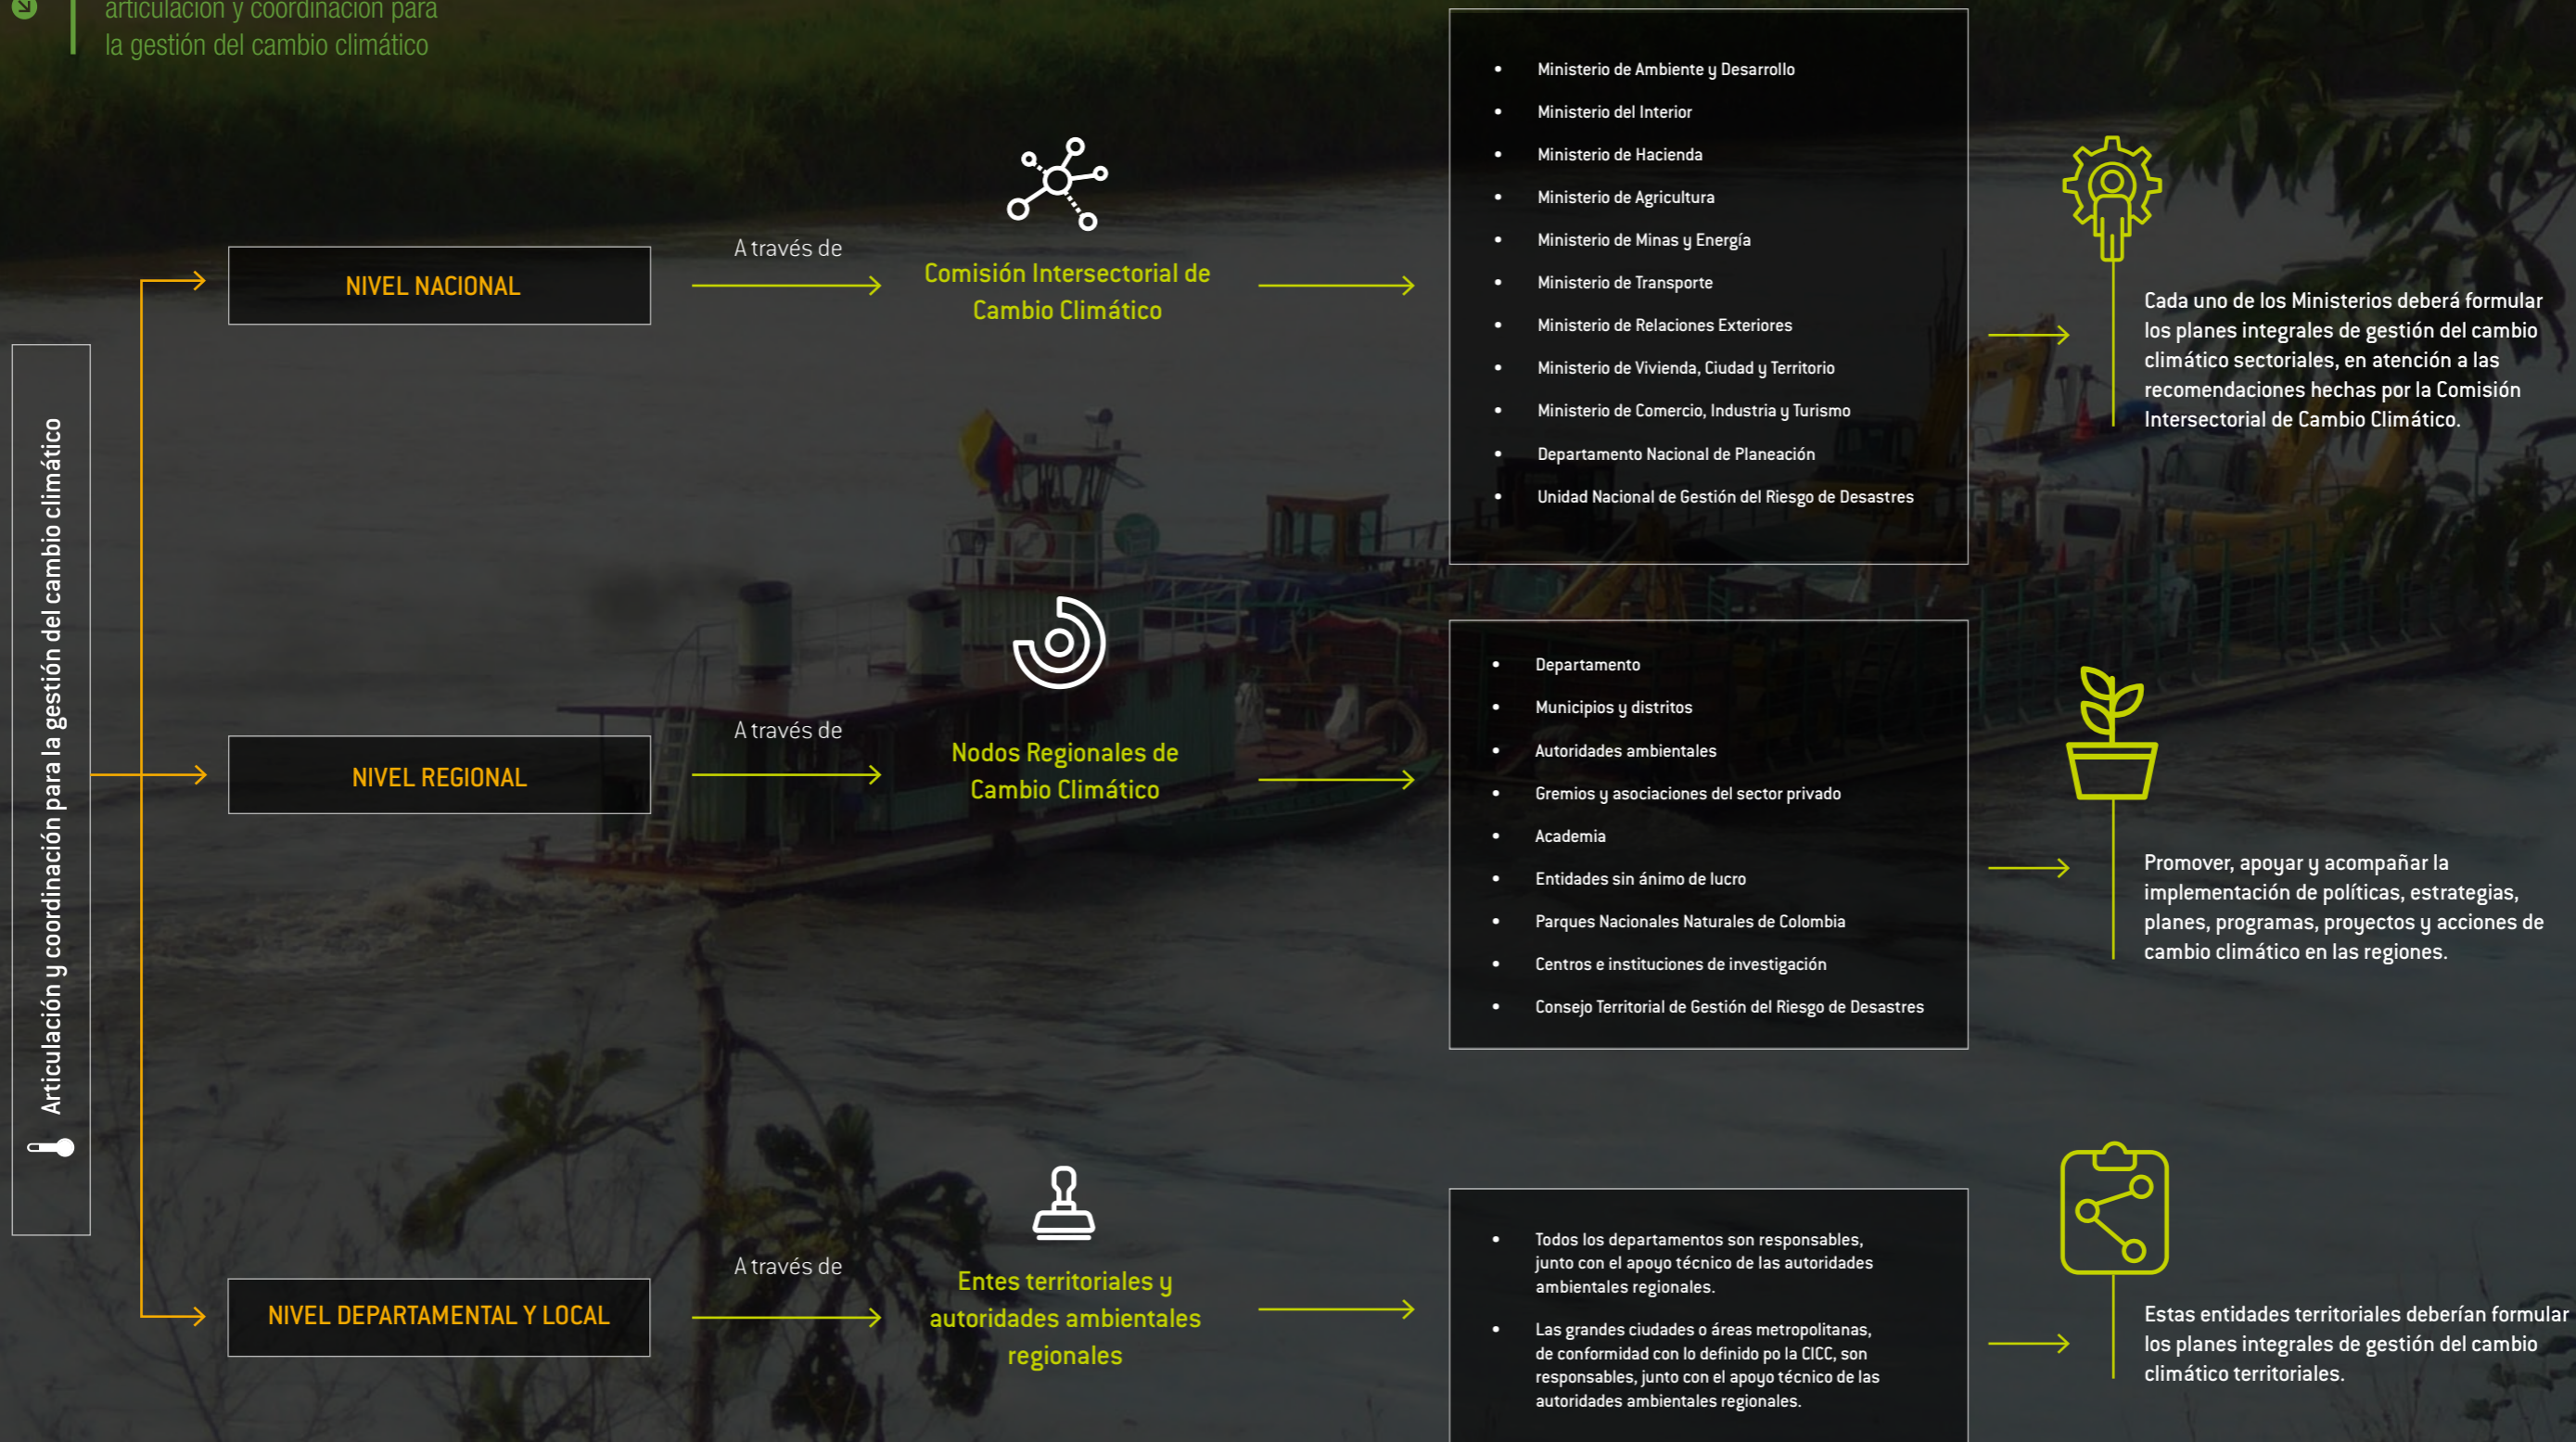 articulación y coordinación para
la gestión del cambio climático
Articulación y coordinación para la gestión del cambio climático
NIVEL NACIONAL
A través de
Comisión Intersectorial de
Cambio Climático
• Ministerio de Ambiente y Desarrollo
• Ministerio del Interior
• Ministerio de Hacienda
• Ministerio de Agricultura
• Ministerio de Minas y Energía
• Ministerio de Transporte
• Ministerio de Relaciones Exteriores
• Ministerio de Vivienda, Ciudad y Territorio
• Ministerio de Comercio, Industria y Turismo
• Departamento Nacional de Planeación
• Unidad Nacional de Gestión del Riesgo de Desastres
Cada uno de los Ministerios deberá formular
los planes integrales de gestión del cambio
climático sectoriales, en atención a las
recomendaciones hechas por la Comisión
Intersectorial de Cambio Climático.
NIVEL REGIONAL
A través de
Nodos Regionales de
Cambio Climático
• Departamento
• Municipios y distritos
• Autoridades ambientales
• Gremios y asociaciones del sector privado
• Academia
• Entidades sin ánimo de lucro
• Parques Nacionales Naturales de Colombia
• Centros e instituciones de investigación
• Consejo Territorial de Gestión del Riesgo de Desastres
Promover, apoyar y acompañar la
implementación de políticas, estrategias,
planes, programas, proyectos y acciones de
cambio climático en las regiones.
NIVEL DEPARTAMENTAL Y LOCAL
A través de
Entes territoriales y
autoridades ambientales
regionales
• Todos los departamentos son responsables,
junto con el apoyo técnico de las autoridades
ambientales regionales.
• Las grandes ciudades o áreas metropolitanas,
de conformidad con lo definido po la CICC, son
responsables, junto con el apoyo técnico de las
autoridades ambientales regionales.
Estas entidades territoriales deberían formular
los planes integrales de gestión del cambio
climático territoriales.